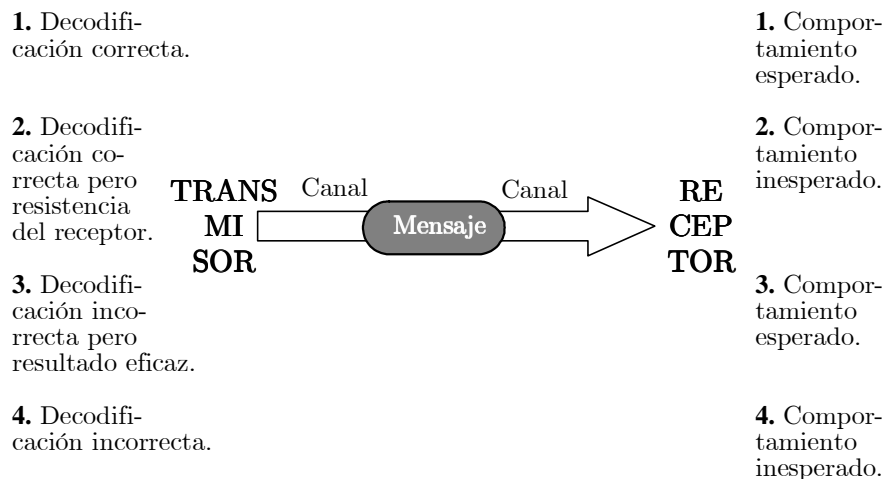 1. Decodifi-
cación correcta.
2. Decodifi-
cación co-
rrecta pero
resistencia
del receptor.
3. Decodifi-
cación inco-
rrecta pero
resultado eficaz.
4. Decodifi-
cación incorrecta.
TRANS
MI
SOR
Canal
Mensaje
Canal
RE
CEP
TOR
1. Compor-
tamiento
esperado.
2. Compor-
tamiento
inesperado.
3. Compor-
tamiento
esperado.
4. Compor-
tamiento
inesperado.